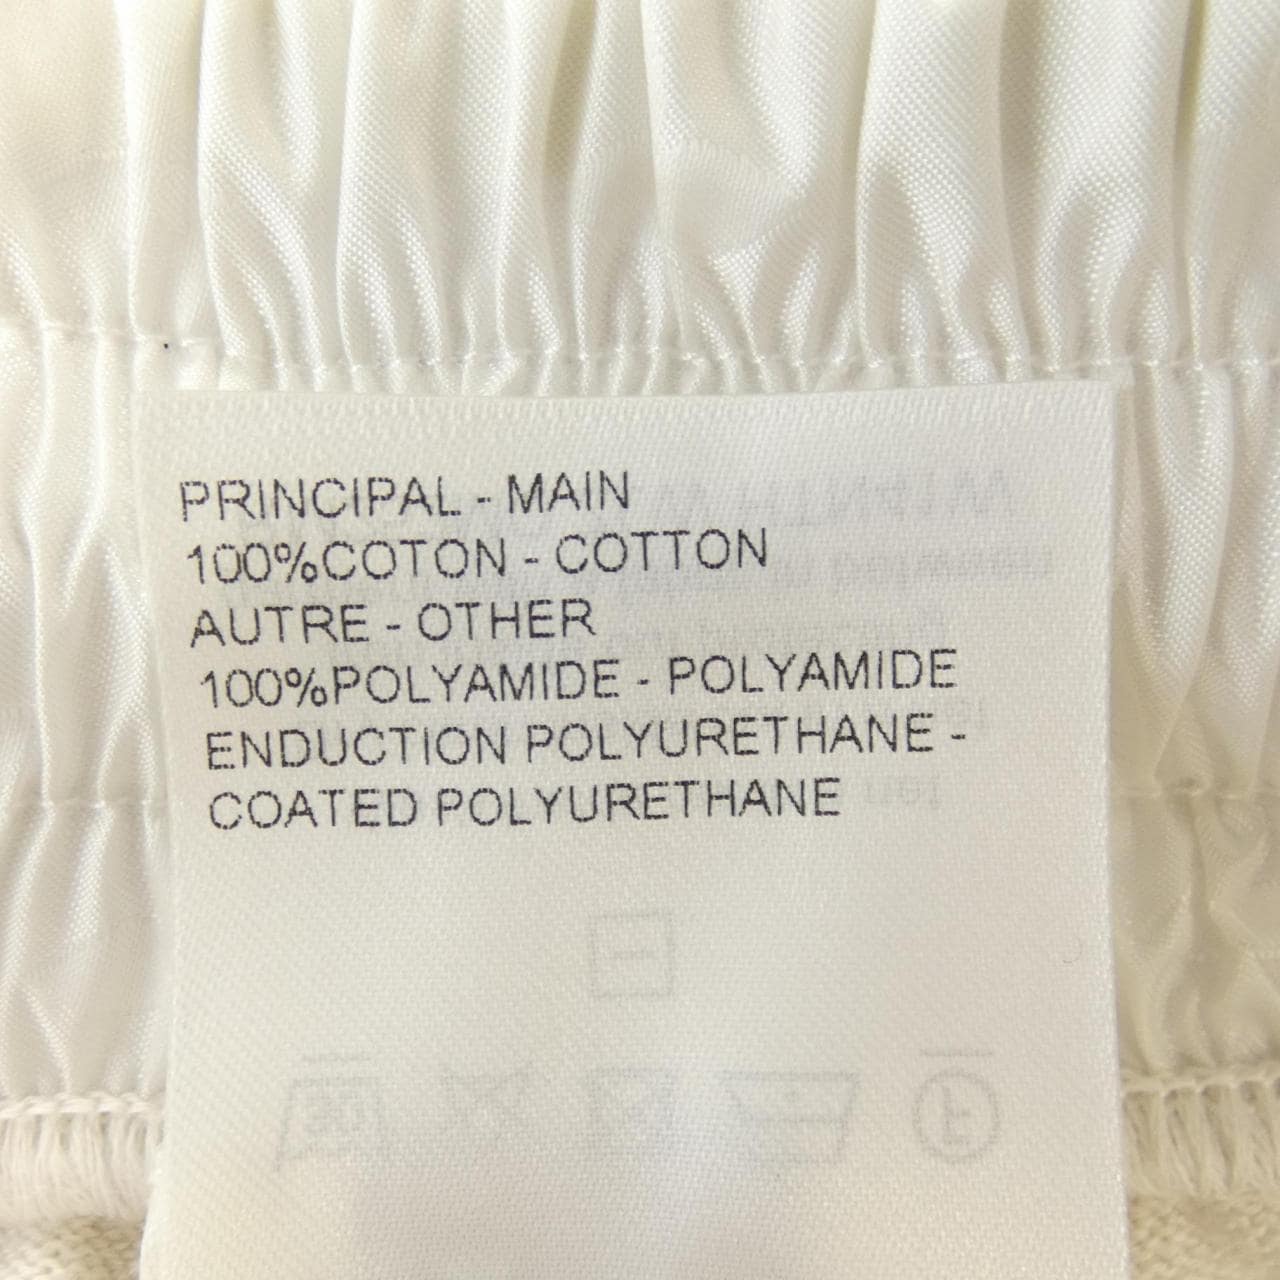 PRINCIPAL - MAIN
100%COTON - COTTON
AUTRE - OTHER
100%POLYAMIDE - POLYAMIDE
ENDUCTION POLYURETHANE -
COATED POLYURETHANE